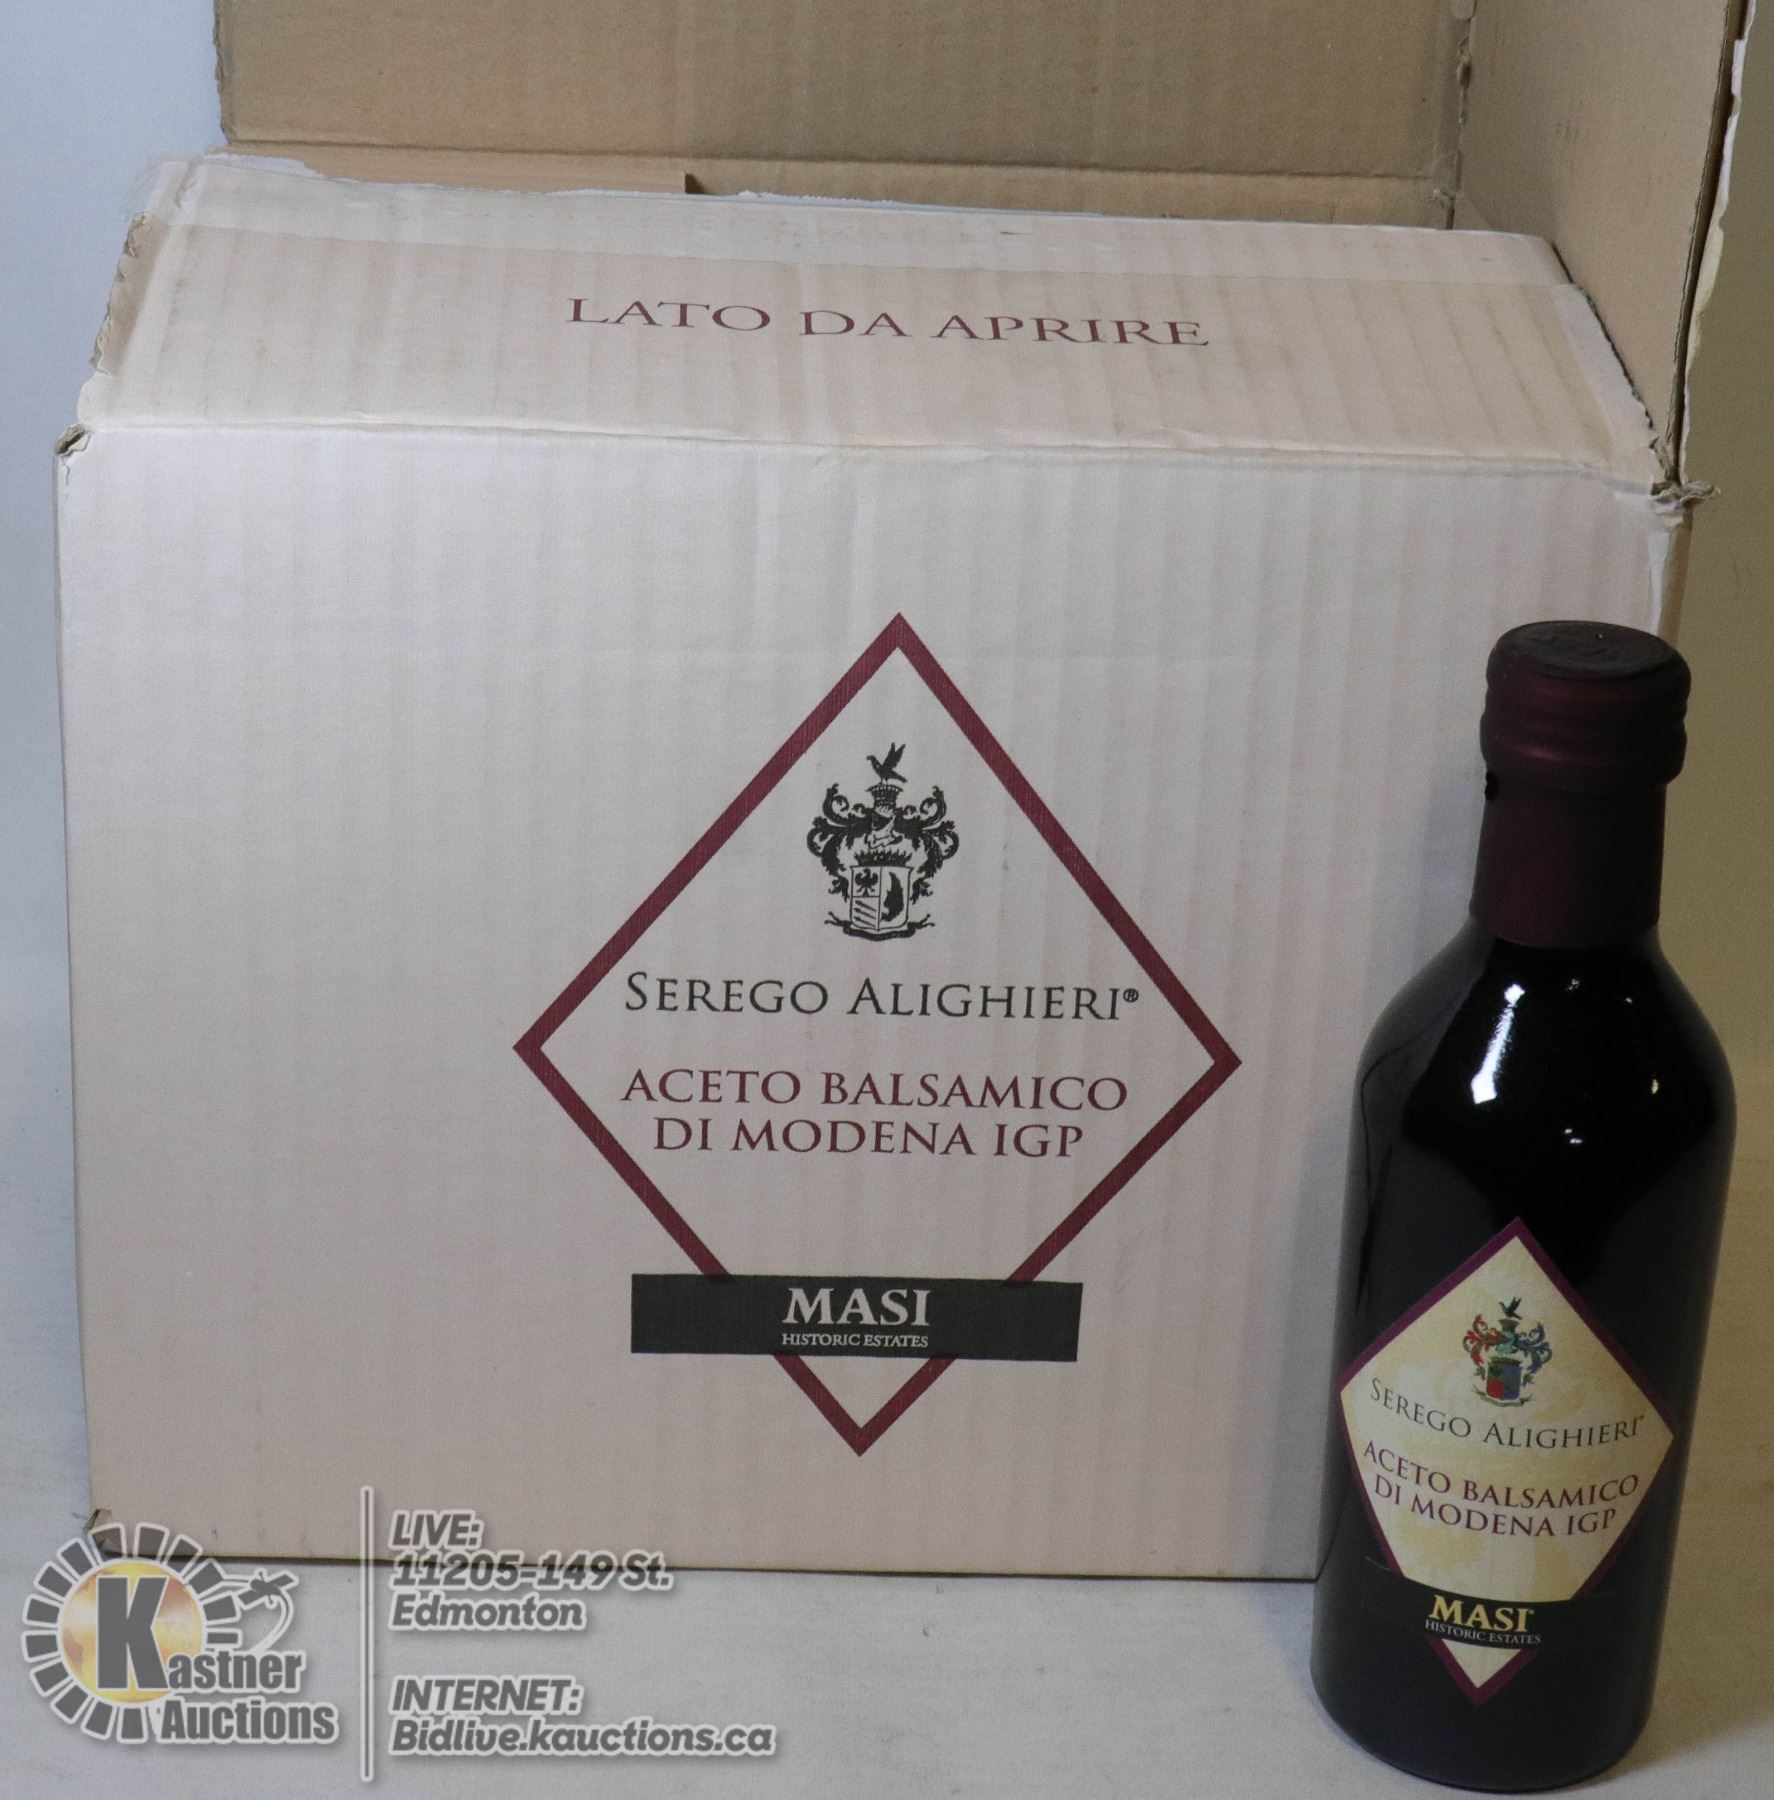 LATO DA APRIRE
SEREGO ALIGHIERI®
ACETO BALSAMICO
DI MODENA IGP
MASI
HISTORIC ESTATES
SEREGO ALIGHIERI®
ACETO BALSAMICO
DI MODENA IGP
MASI®
HISTORIC ESTATES
Kastner
Auctions
LIVE:
11205-149 St.
Edmonton
INTERNET:
Bidlive.kauctions.ca